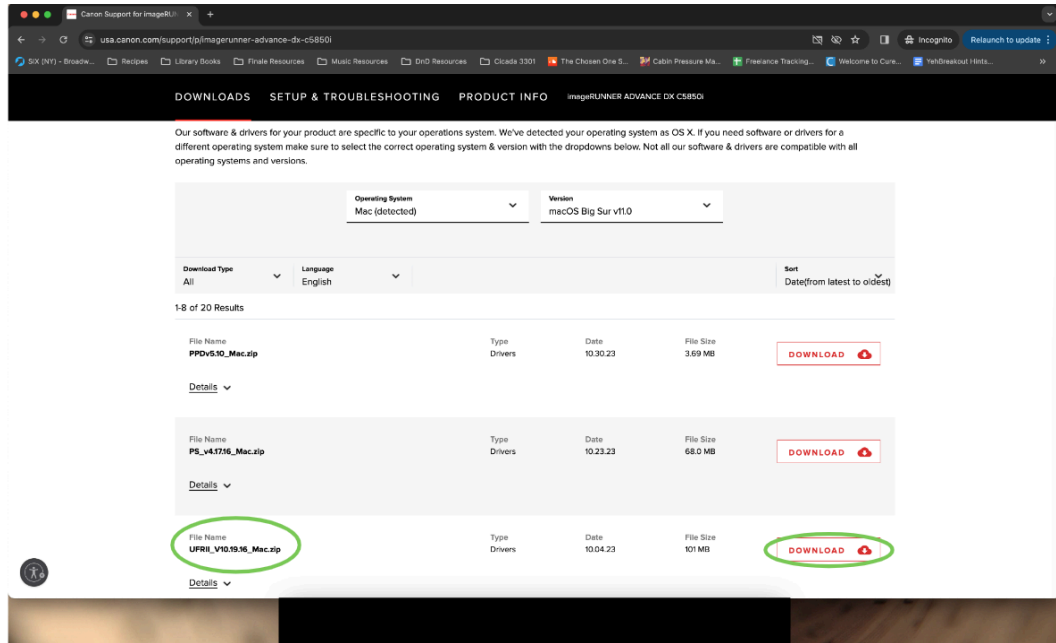 Canon Support for imageRUN
usa.canon.com/support/p/imagerunner-advance-dx-c5850i
Incognito
Relaunch to update
SiX (NY) - Broadw...
Recipes
Library Books
Finale Resources
Music Resources
DnD Resources
Cicada 3301
The Chosen One S...
Cabin Pressure Ma...
Freelance Tracking...
Welcome to Cure...
YehBreakout Hints...
DOWNLOADS SETUP & TROUBLESHOOTING PRODUCT INFO imageRUNNER ADVANCE DX C5850i
Our software & drivers for your product are specific to your operations system. We've detected your operating system as OS X. If you need software or drivers for a
different operating system make sure to select the correct operating system & version with the dropdowns below. Not all our software & drivers are compatible with all
operating systems and versions.
Operating System
Mac (detected)
Version
macOS Big Sur v11.0
Download Type
All
Language
English
Sort
Date(from latest to oldest)
1-8 of 20 Results
File Name Type Date File Size
PPDv5.10_Mac.zip Drivers 10.30.23 3.69 MB
DOWNLOAD
Details
File Name Type Date File Size
PS_v4.17.16_Mac.zip Drivers 10.23.23 68.0 MB
DOWNLOAD
Details
File Name Type Date File Size
UFRII_V10.19.16_Mac.zip Drivers 10.04.23 101 MB
DOWNLOAD
Details